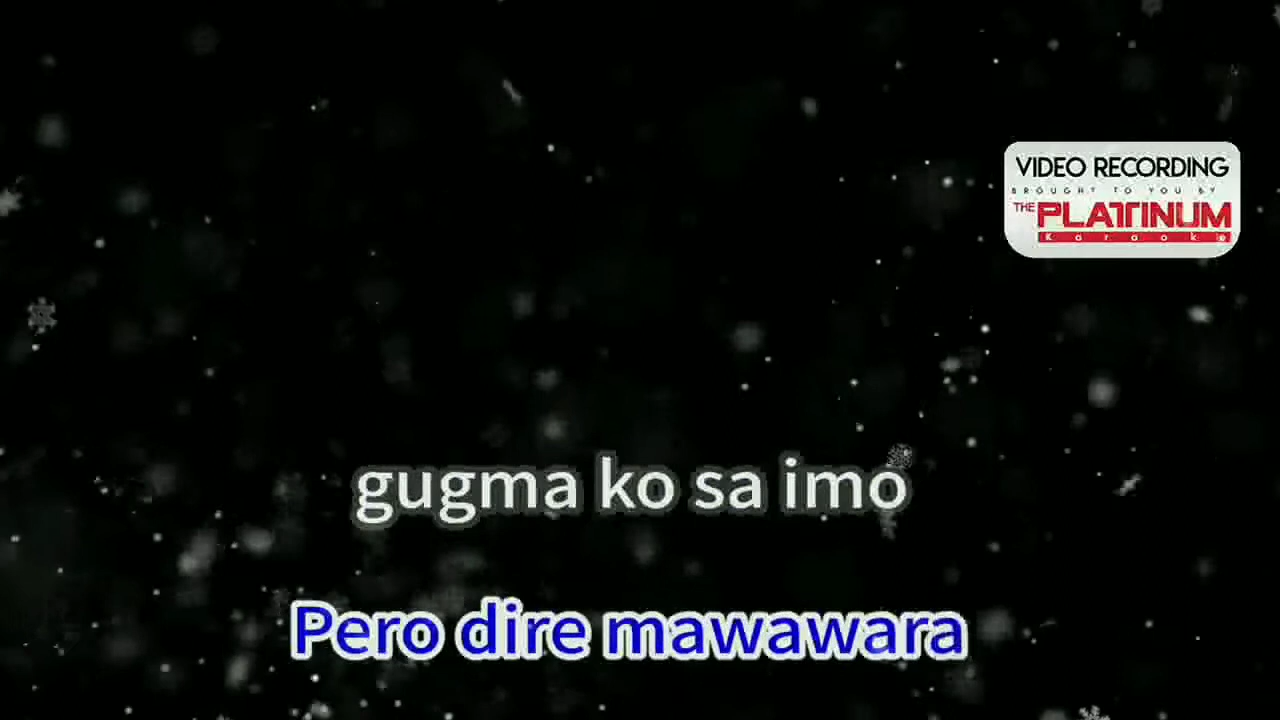 VIDEO RECORDING
BROUGHT TO YOU BY
THE PLATINUM
Karaoke
gugma ko sa imo
Pero dire mawawara